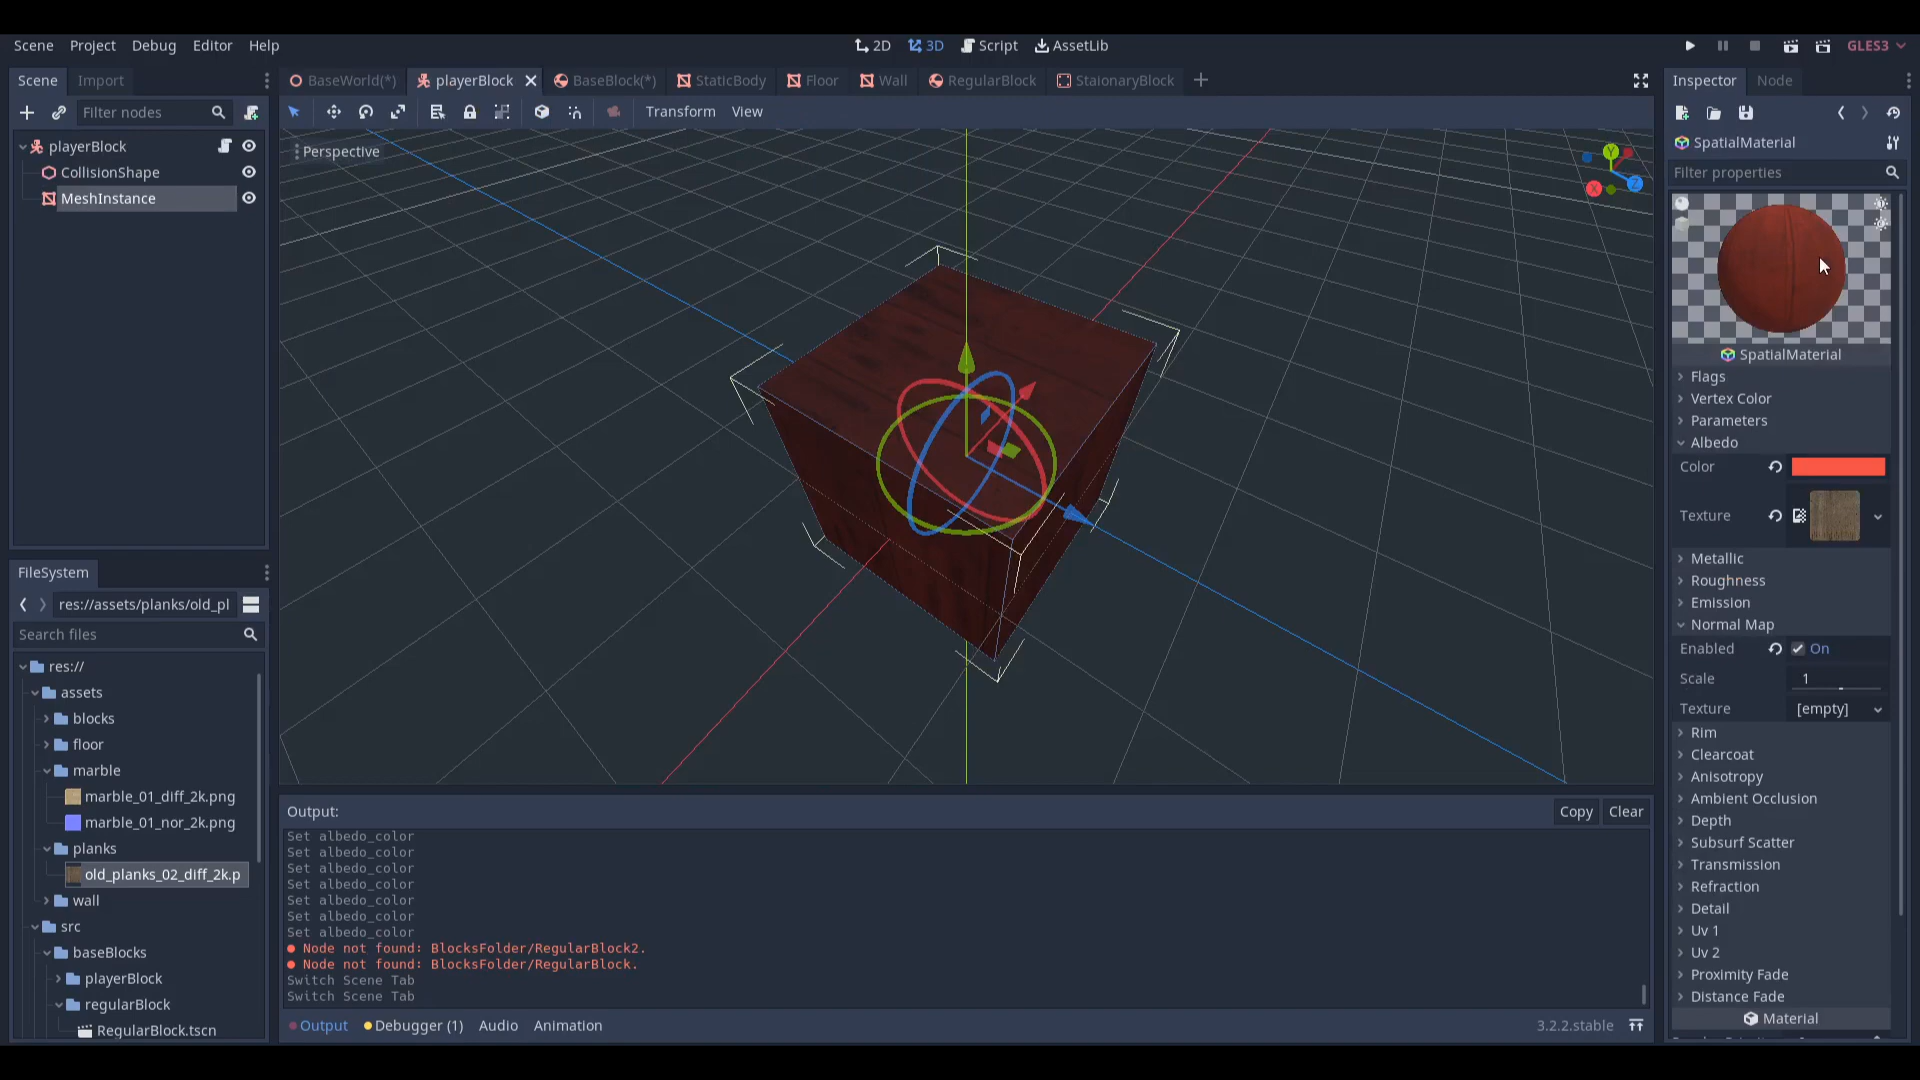 Scene Project Debug Editor Help
2D 3D Script AssetLib
GLES3
Scene Import
BaseWorld(*) playerBlock BaseBlock(*) StaticBody Floor Wall RegularBlock StaionaryBlock
Inspector Node
Filter nodes
Transform View
playerBlock
CollisionShape
MeshInstance
Perspective
Y
X
Z
SpatialMaterial
Filter properties
SpatialMaterial
Flags
Vertex Color
Parameters
Albedo
Color
Texture
Metallic
Roughness
Emission
Normal Map
Enabled On
Scale 1
Texture [empty]
Rim
Clearcoat
Anisotropy
Ambient Occlusion
Depth
Subsurf Scatter
Transmission
Refraction
Detail
Uv 1
Uv 2
Proximity Fade
Distance Fade
Material
FileSystem
res://assets/planks/old_pl
Search files
res://
assets
blocks
floor
marble
marble_01_diff_2k.png
marble_01_nor_2k.png
planks
old_planks_02_diff_2k.p
wall
src
baseBlocks
playerBlock
regularBlock
RegularBlock.tscn
Output:
Copy Clear
Set albedo_color
Set albedo_color
Set albedo_color
Set albedo_color
Set albedo_color
Set albedo_color
Set albedo_color
Node not found: BlocksFolder/RegularBlock2.
Node not found: BlocksFolder/RegularBlock.
Switch Scene Tab
Switch Scene Tab
Output Debugger (1) Audio Animation
3.2.2.stable